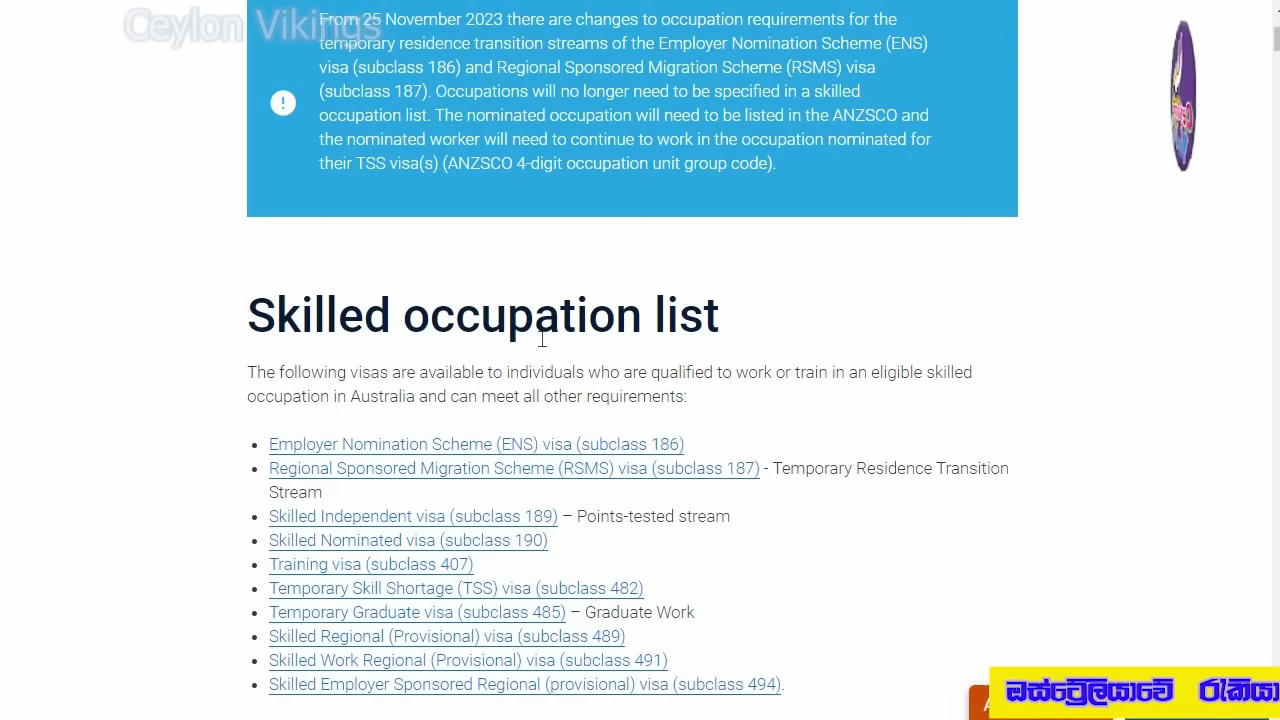 Ceylon Vikings
From 25 November 2023 there are changes to occupation requirements for the
temporary residence transition streams of the Employer Nomination Scheme (ENS)
visa (subclass 186) and Regional Sponsored Migration Scheme (RSMS) visa
(subclass 187). Occupations will no longer need to be specified in a skilled
occupation list. The nominated occupation will need to be listed in the ANZSCO and
the nominated worker will need to continue to work in the occupation nominated for
their TSS visa(s) (ANZSCO 4-digit occupation unit group code).
Skilled occupation list
The following visas are available to individuals who are qualified to work or train in an eligible skilled
occupation in Australia and can meet all other requirements:
Employer Nomination Scheme (ENS) visa (subclass 186)
Regional Sponsored Migration Scheme (RSMS) visa (subclass 187) - Temporary Residence Transition
Stream
Skilled Independent visa (subclass 189) – Points-tested stream
Skilled Nominated visa (subclass 190)
Training visa (subclass 407)
Temporary Skill Shortage (TSS) visa (subclass 482)
Temporary Graduate visa (subclass 485) – Graduate Work
Skilled Regional (Provisional) visa (subclass 489)
Skilled Work Regional (Provisional) visa (subclass 491)
Skilled Employer Sponsored Regional (provisional) visa (subclass 494).
ඔස්ට්‍රේලියාවේ රැකියා